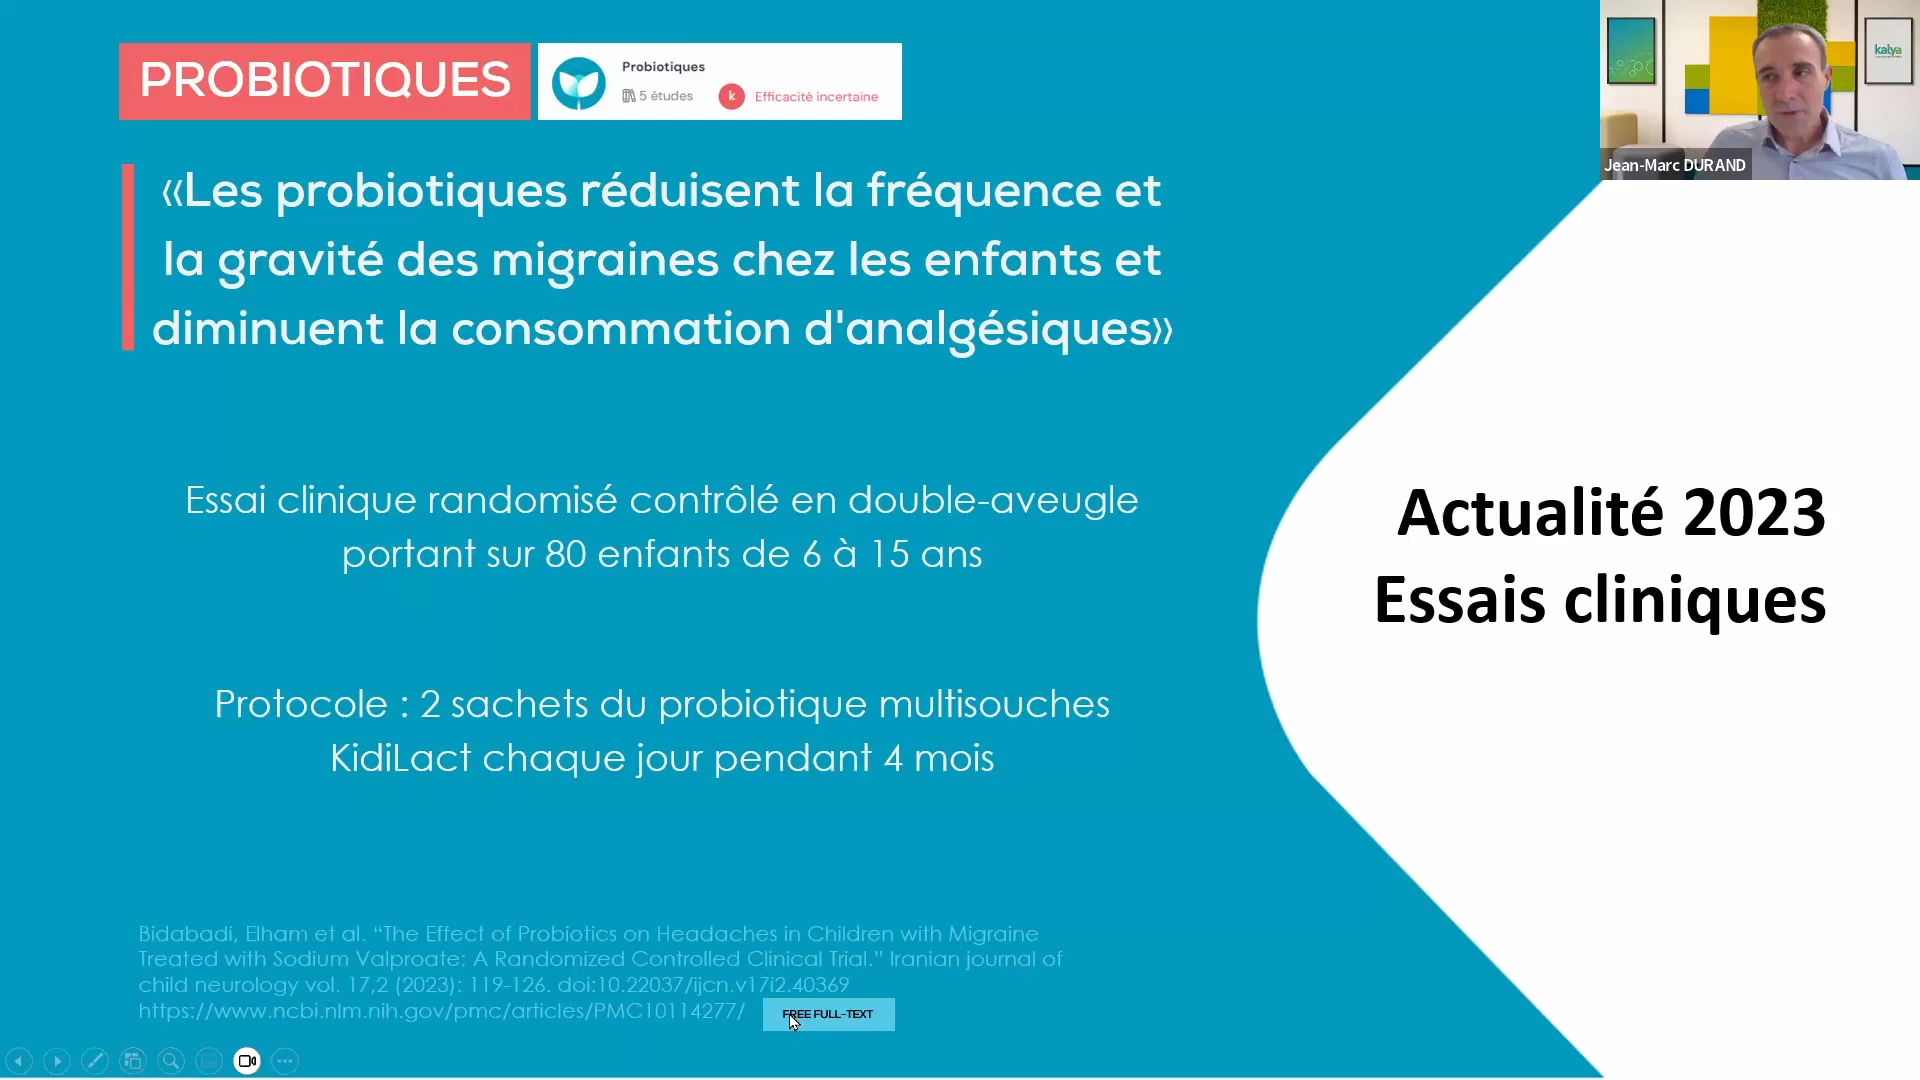 PROBIOTIQUES
Probiotiques
5 études
k
Efficacité incertaine
«Les probiotiques réduisent la fréquence et
la gravité des migraines chez les enfants et
diminuent la consommation d'analgésiques»
Essai clinique randomisé contrôlé en double-aveugle
portant sur 80 enfants de 6 à 15 ans
Protocole : 2 sachets du probiotique multisouches
KidiLact chaque jour pendant 4 mois
Bidabadi, Elham et al. “The Effect of Probiotics on Headaches in Children with Migraine
Treated with Sodium Valproate: A Randomized Controlled Clinical Trial.” Iranian journal of
child neurology vol. 17,2 (2023): 119-126. doi:10.22037/ijcn.v17i2.40369
https://www.ncbi.nlm.nih.gov/pmc/articles/PMC10114277/
FREE FULL-TEXT
Actualité 2023
Essais cliniques
kalya
Jean-Marc DURAND